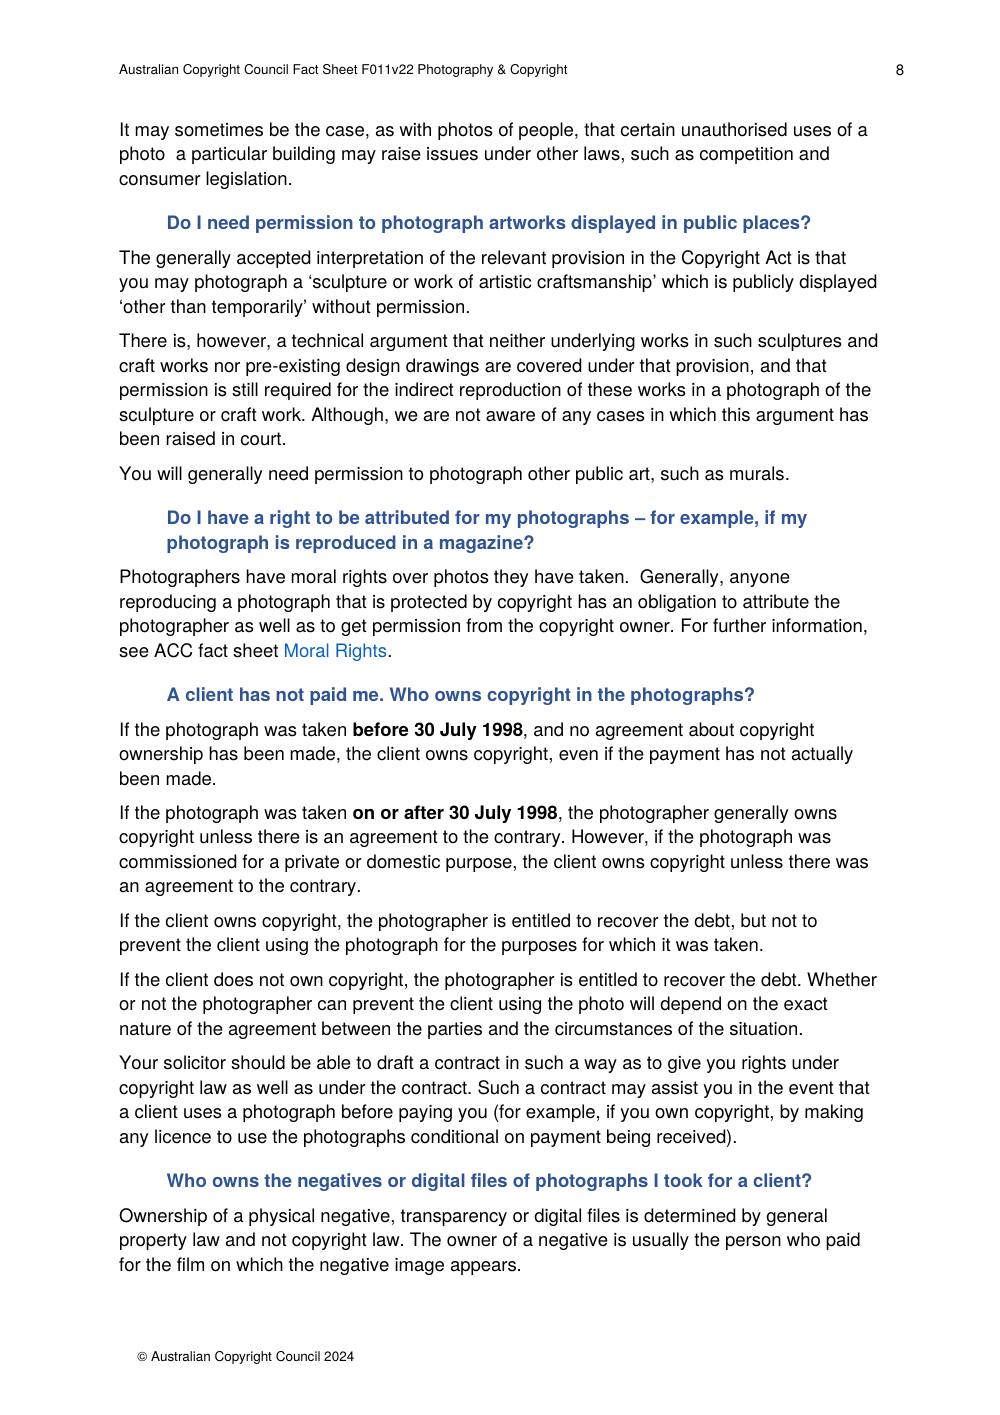 Australian Copyright Council Fact Sheet F011v22 Photography & Copyright 8
It may sometimes be the case, as with photos of people, that certain unauthorised uses of a
photo  a particular building may raise issues under other laws, such as competition and
consumer legislation.
Do I need permission to photograph artworks displayed in public places?
The generally accepted interpretation of the relevant provision in the Copyright Act is that
you may photograph a ‘sculpture or work of artistic craftsmanship’ which is publicly displayed
‘other than temporarily’ without permission.
There is, however, a technical argument that neither underlying works in such sculptures and
craft works nor pre-existing design drawings are covered under that provision, and that
permission is still required for the indirect reproduction of these works in a photograph of the
sculpture or craft work. Although, we are not aware of any cases in which this argument has
been raised in court.
You will generally need permission to photograph other public art, such as murals.
Do I have a right to be attributed for my photographs – for example, if my
photograph is reproduced in a magazine?
Photographers have moral rights over photos they have taken.  Generally, anyone
reproducing a photograph that is protected by copyright has an obligation to attribute the
photographer as well as to get permission from the copyright owner. For further information,
see ACC fact sheet Moral Rights.
A client has not paid me. Who owns copyright in the photographs?
If the photograph was taken before 30 July 1998, and no agreement about copyright
ownership has been made, the client owns copyright, even if the payment has not actually
been made.
If the photograph was taken on or after 30 July 1998, the photographer generally owns
copyright unless there is an agreement to the contrary. However, if the photograph was
commissioned for a private or domestic purpose, the client owns copyright unless there was
an agreement to the contrary.
If the client owns copyright, the photographer is entitled to recover the debt, but not to
prevent the client using the photograph for the purposes for which it was taken.
If the client does not own copyright, the photographer is entitled to recover the debt. Whether
or not the photographer can prevent the client using the photo will depend on the exact
nature of the agreement between the parties and the circumstances of the situation.
Your solicitor should be able to draft a contract in such a way as to give you rights under
copyright law as well as under the contract. Such a contract may assist you in the event that
a client uses a photograph before paying you (for example, if you own copyright, by making
any licence to use the photographs conditional on payment being received).
Who owns the negatives or digital files of photographs I took for a client?
Ownership of a physical negative, transparency or digital files is determined by general
property law and not copyright law. The owner of a negative is usually the person who paid
for the film on which the negative image appears.
© Australian Copyright Council 2024